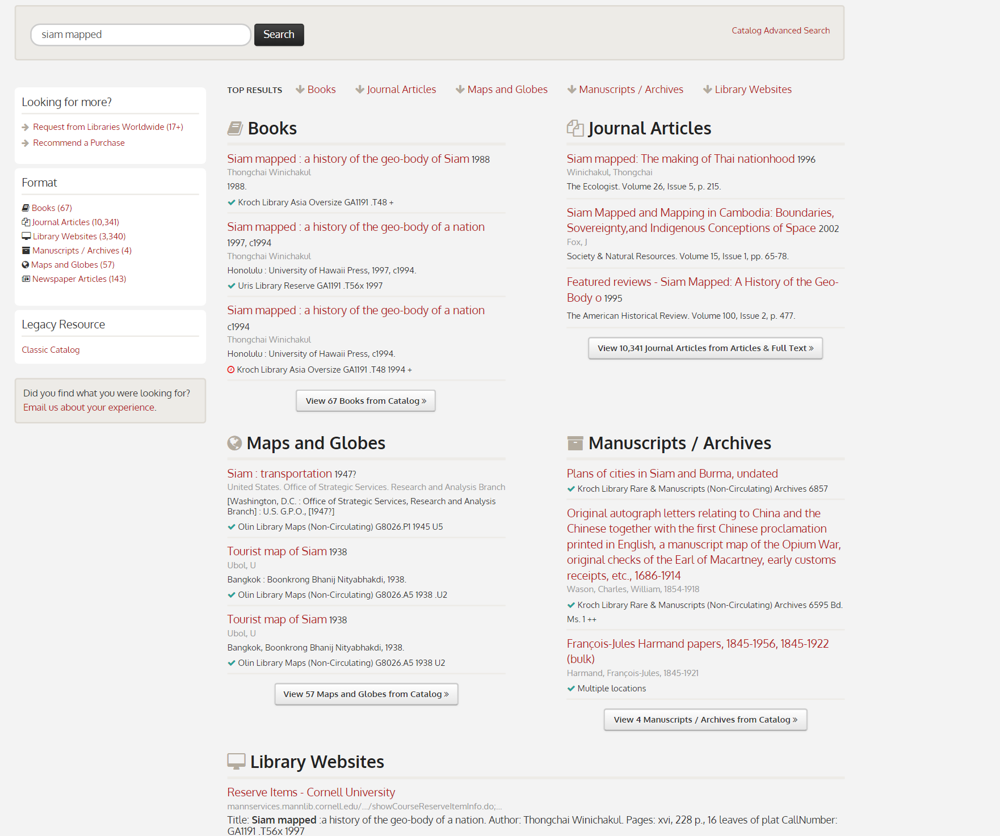 siam mapped
Search
Catalog Advanced Search
Looking for more?
Request from Libraries Worldwide (17+)
Recommend a Purchase
Format
Books (67)
Journal Articles (10,341)
Library Websites (3,340)
Manuscripts / Archives (4)
Maps and Globes (57)
Newspaper Articles (143)
Legacy Resource
Classic Catalog
Did you find what you were looking for?
Email us about your experience.
TOP RESULTS Books Journal Articles Maps and Globes Manuscripts / Archives Library Websites
Books
Siam mapped : a history of the geo-body of Siam 1988
Thongchai Winichakul
1988.
Kroch Library Asia Oversize GA1191 .T48 +
Siam mapped : a history of the geo-body of a nation
1997, c1994
Thongchai Winichakul
Honolulu : University of Hawaii Press, 1997, c1994.
Uris Library Reserve GA1191 .T56x 1997
Siam mapped : a history of the geo-body of a nation
c1994
Thongchai Winichakul
Honolulu : University of Hawaii Press, c1994.
Kroch Library Asia Oversize GA1191 .T48 1994 +
View 67 Books from Catalog »
Journal Articles
Siam mapped: The making of Thai nationhood 1996
Winichakul, Thongchai
The Ecologist. Volume 26, Issue 5, p. 215.
Siam Mapped and Mapping in Cambodia: Boundaries,
Sovereignty,and Indigenous Conceptions of Space 2002
Fox, J
Society & Natural Resources. Volume 15, Issue 1, pp. 65-78.
Featured reviews - Siam Mapped: A History of the Geo-
Body o 1995
The American Historical Review. Volume 100, Issue 2, p. 477.
View 10,341 Journal Articles from Articles & Full Text »
Maps and Globes
Siam : transportation 1947?
United States. Office of Strategic Services. Research and Analysis Branch
[Washington, D.C. : Office of Strategic Services, Research and Analysis
Branch] : U.S. G.P.O., [1947?]
Olin Library Maps (Non-Circulating) G8026.P1 1945 U5
Tourist map of Siam 1938
Ubol, U
Bangkok : Boonkrong Bhanij Nityabhakdi, 1938.
Olin Library Maps (Non-Circulating) G8026.A5 1938 .U2
Tourist map of Siam 1938
Ubol, U
Bangkok, Boonkrong Bhanij Nityabhakdi, 1938.
Olin Library Maps (Non-Circulating) G8026.A5 1938 U2
View 57 Maps and Globes from Catalog »
Manuscripts / Archives
Plans of cities in Siam and Burma, undated
Kroch Library Rare & Manuscripts (Non-Circulating) Archives 6857
Original autograph letters relating to China and the
Chinese together with the first Chinese proclamation
printed in English, a manuscript map of the Opium War,
original checks of the Earl of Macartney, early customs
receipts, etc., 1686-1914
Wason, Charles, William, 1854-1918
Kroch Library Rare & Manuscripts (Non-Circulating) Archives 6595 Bd.
Ms. 1 ++
François-Jules Harmand papers, 1845-1956, 1845-1922
(bulk)
Harmand, François-Jules, 1845-1921
Multiple locations
View 4 Manuscripts / Archives from Catalog »
Library Websites
Reserve Items - Cornell University
mannservices.mannlib.cornell.edu/.../showCourseReserveItemInfo.do;...
Title: Siam mapped :a history of the geo-body of a nation. Author: Thongchai Winichakul. Pages: xvi, 228 p., 16 leaves of plat CallNumber:
GA1191 .T56x 1997